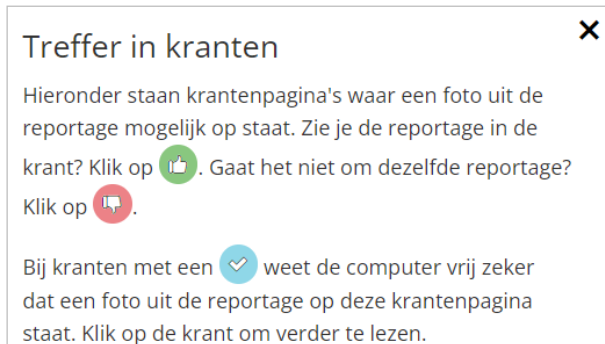 Treffer in kranten
Hieronder staan krantenpagina's waar een foto uit de
reportage mogelijk op staat. Zie je de reportage in de
krant? Klik op . Gaat het niet om dezelfde reportage?
Klik op .
Bij kranten met een weet de computer vrij zeker
dat een foto uit de reportage op deze krantenpagina
staat. Klik op de krant om verder te lezen.